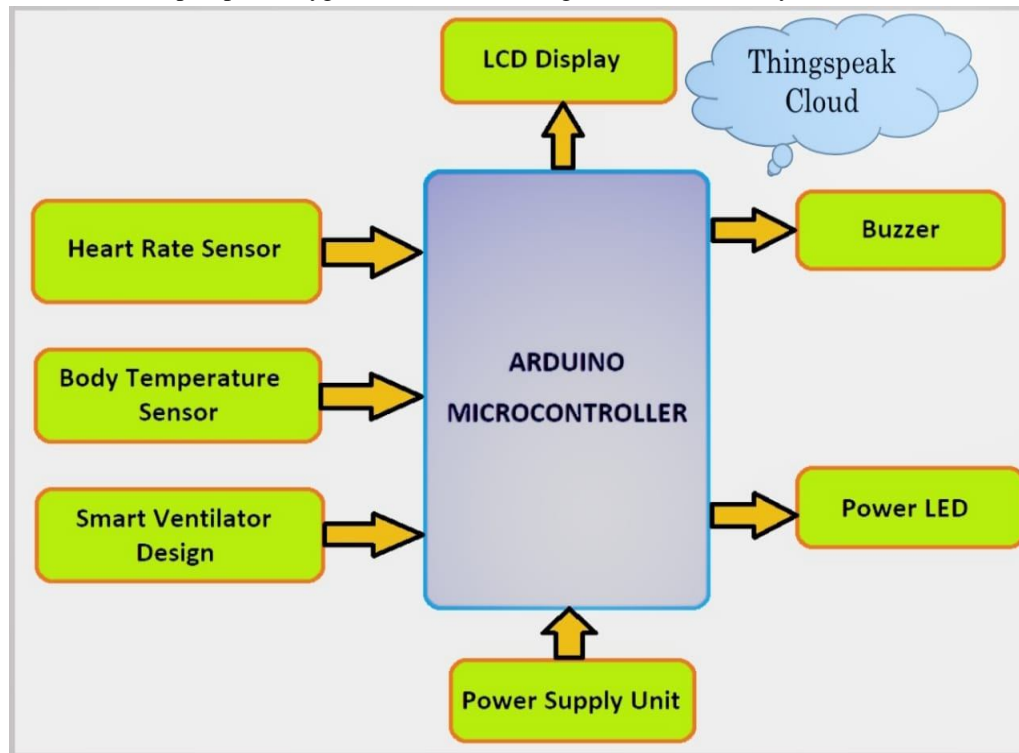 LCD Display
Thingspeak
Cloud
Heart Rate Sensor
Buzzer
Body Temperature
Sensor
ARDUINO
MICROCONTROLLER
Smart Ventilator
Design
Power LED
Power Supply Unit